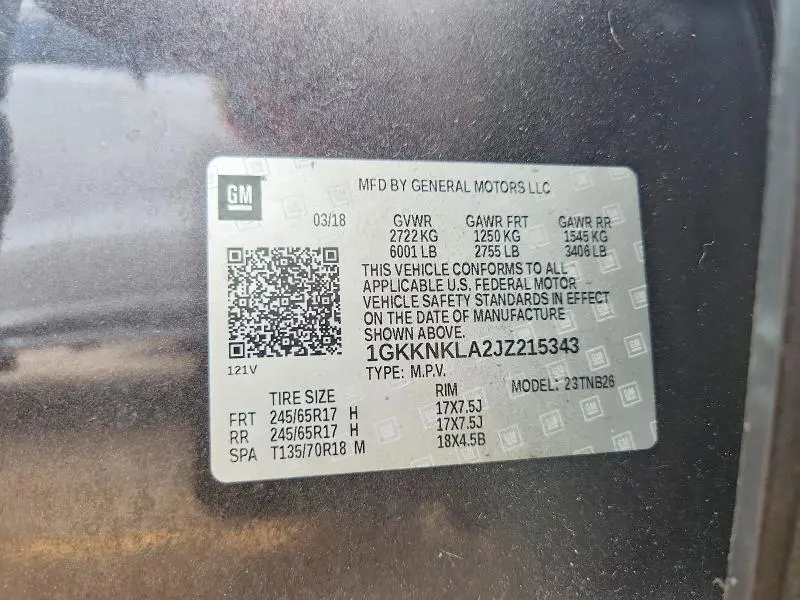 GM
MFD BY GENERAL MOTORS LLC
03/18 GVWR GAWR FRT GAWR RR
2722 KG 1250 KG 1545 KG
6001 LB 2755 LB 3406 LB
THIS VEHICLE CONFORMS TO ALL
APPLICABLE U.S. FEDERAL MOTOR
VEHICLE SAFETY STANDARDS IN EFFECT
ON THE DATE OF MANUFACTURE
SHOWN ABOVE.
1GKKNKLA2JZ215343
121V
TYPE: M.P.V. MODEL: 23TNB26
TIRE SIZE RIM
FRT 245/65R17 H 17X7.5J
RR 245/65R17 H 17X7.5J
SPA T135/70R18 M 18X4.5B